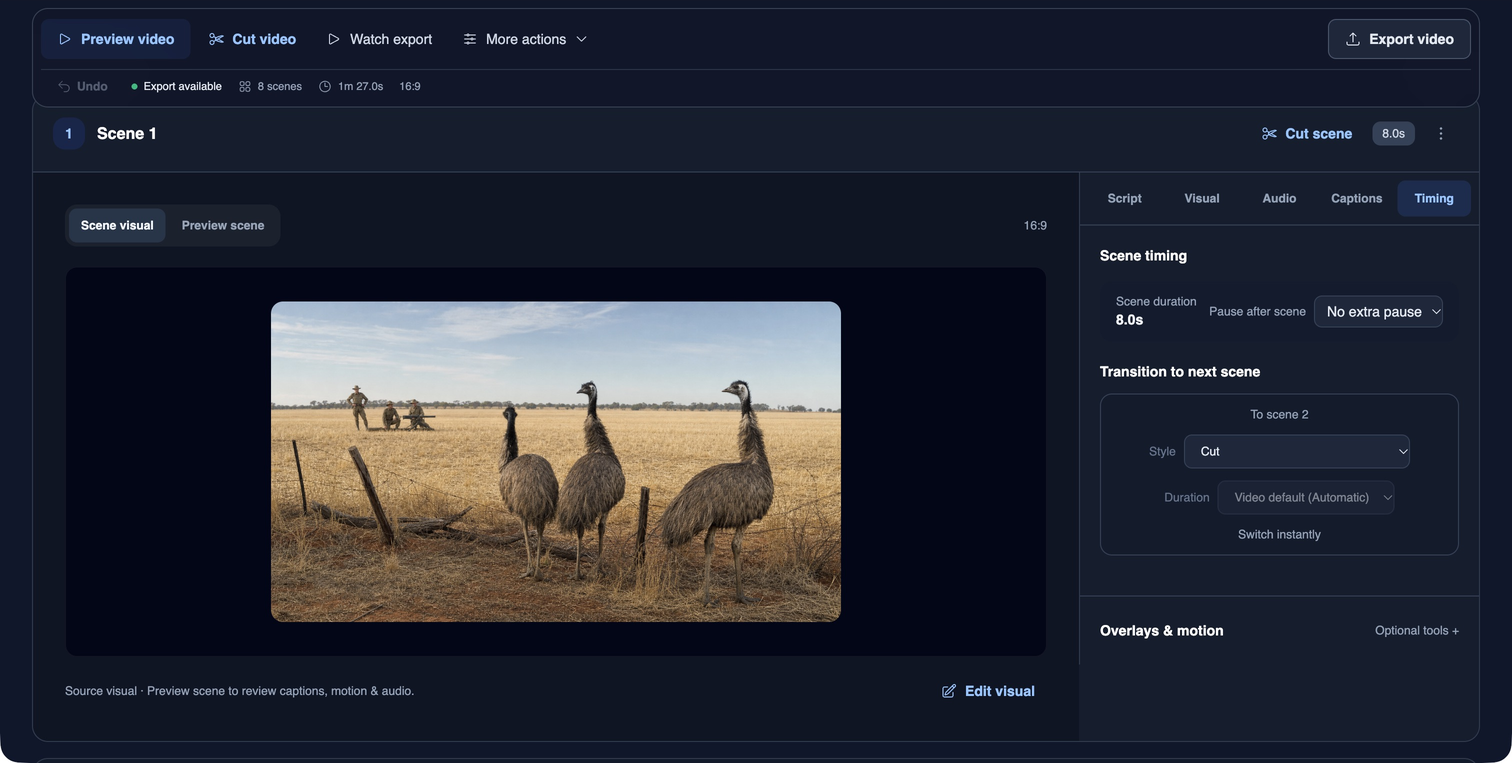 Preview video Cut video Watch export More actions Export video
Undo Export available 8 scenes 1m 27.0s 16:9
1 Scene 1 Cut scene 8.0s
Scene visual Preview scene 16:9
Source visual · Preview scene to review captions, motion & audio. Edit visual
Script Visual Audio Captions Timing
Scene timing
Scene duration
8.0s
Pause after scene No extra pause
Transition to next scene
To scene 2
Style Cut
Duration Video default (Automatic)
Switch instantly
Overlays & motion Optional tools +